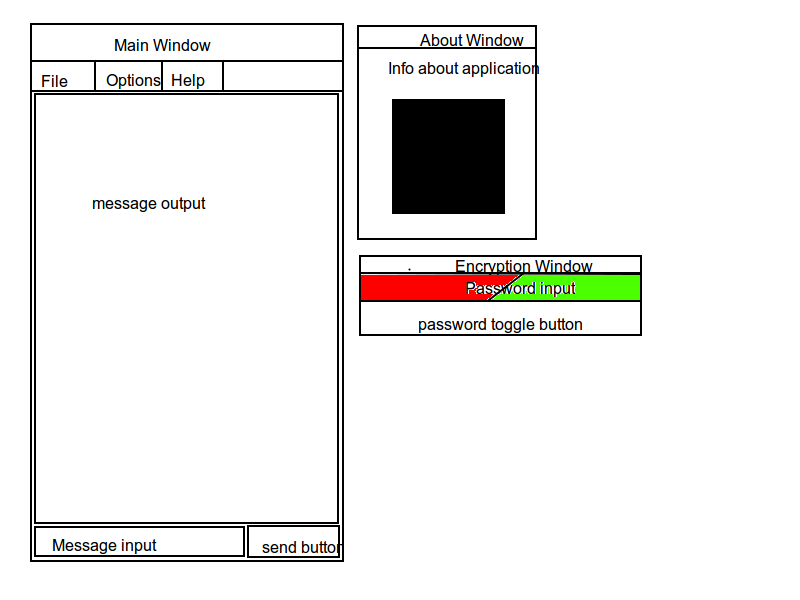 Main Window
File
Options
Help
message output
Message input
send button
About Window
Info about application
Encryption Window
Password input
password toggle button